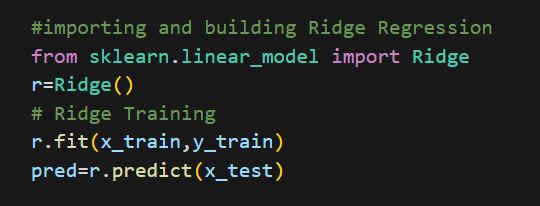 #importing and building Ridge Regression
from sklearn.linear_model import Ridge
r=Ridge()
# Ridge Training
r.fit(x_train,y_train)
pred=r.predict(x_test)